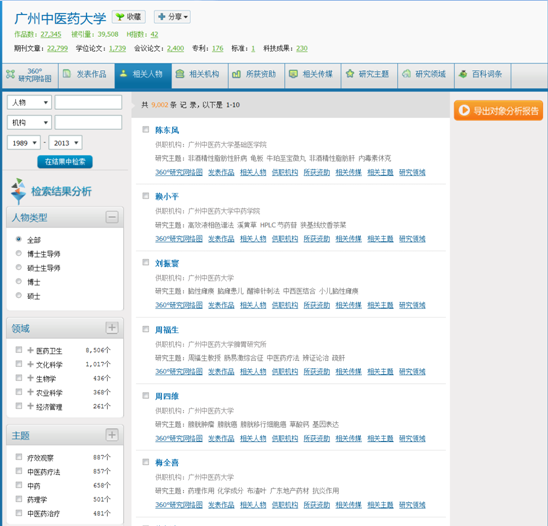 广州中医药大学 收藏 分享
作品数：27,345 被引量：39,508 H指数：42
期刊文章：22,799 学位论文：1,739 会议论文：2,400 专利：176 标准：1 科技成果：230
360°研究网络图 发表作品 相关人物 相关机构 所获资助 相关传媒 研究主题 研究领域 百科词条
人物
机构
1989 - 2013
在结果中检索
检索结果分析
人物类型
全部
博士生导师
硕士生导师
博士
硕士
领域
医药卫生 8,506个
文化科学 1,017个
生物学 436个
农业科学 368个
经济管理 261个
主题
疗效观察 887个
中医药疗法 857个
中药 658个
药理学 501个
中医药治疗 481个
共 9,002 条 记 录，以下是 1-10
陈东风
供职机构：广州中医药大学基础医学院
研究主题：非酒精性脂肪性肝病 龟板 牛珀至宝微丸 非酒精性脂肪肝 内毒素休克
360°研究网络图 发表作品 相关人物 供职机构 所获资助 相关传媒 相关主题 研究领域
赖小平
供职机构：广州中医药大学中药学院
研究主题：高效液相色谱法 溪黄草 HPLC 芍药苷 狭基线纹香茶菜
360°研究网络图 发表作品 相关人物 供职机构 所获资助 相关传媒 相关主题 研究领域
刘振寰
供职机构：广州中医药大学
研究主题：脑性瘫痪 脑瘫患儿 醒神针刺法 中西医结合 小儿脑性瘫痪
360°研究网络图 发表作品 相关人物 供职机构 所获资助 相关传媒 相关主题 研究领域
周福生
供职机构：广州中医药大学脾胃研究所
研究主题：周福生教授 肠易激综合征 中医药疗法 辨证论治 疏肝
360°研究网络图 发表作品 相关人物 供职机构 所获资助 相关传媒 相关主题 研究领域
周四维
供职机构：广州中医药大学
研究主题：膀胱肿瘤 膀胱癌 膀胱移行细胞癌 草酸钙 基因表达
360°研究网络图 发表作品 相关人物 供职机构 所获资助 相关传媒 相关主题 研究领域
梅全喜
供职机构：广州中医药大学
研究主题：药理作用 化学成分 布渣叶 广东地产药材 抗炎作用
360°研究网络图 发表作品 相关人物 供职机构 所获资助 相关传媒 相关主题 研究领域
导出对象分析报告